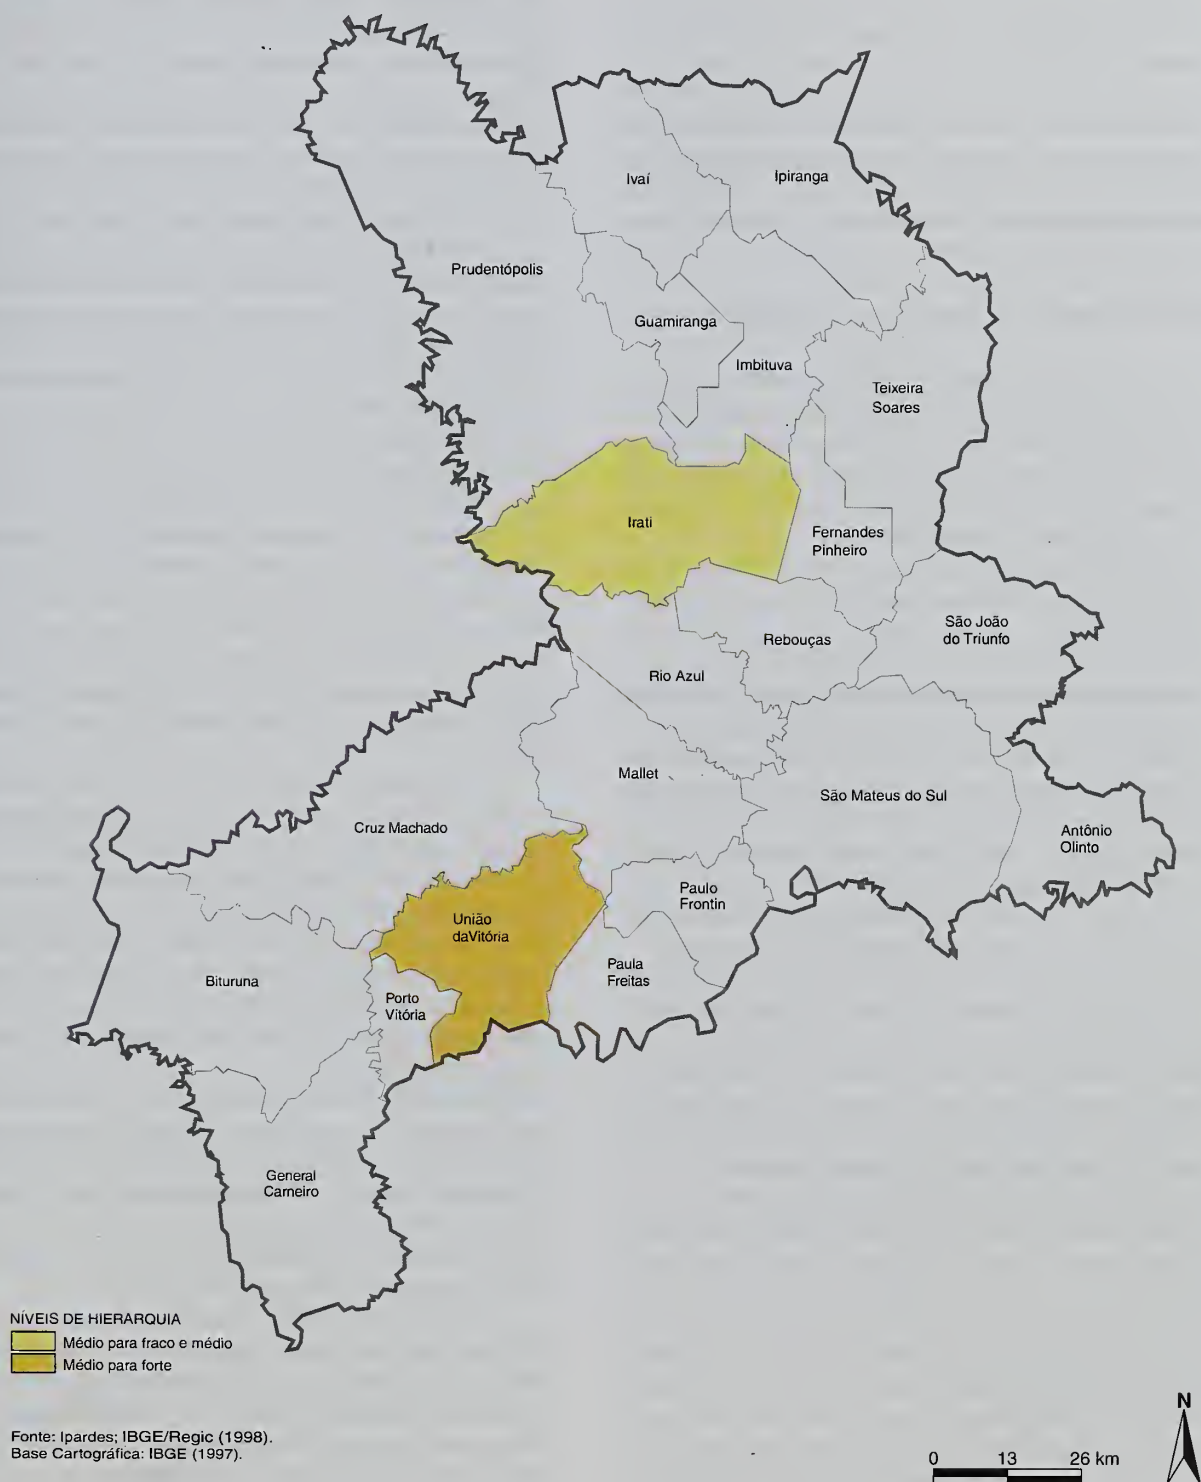 Ivaí
Ipiranga
Prudentópolis
Guamiranga
Imbituva
Teixeira
Soares
Irati
Fernandes
Pinheiro
São João
do Triunfo
Rebouças
Rio Azul
Mallet
São Mateus do Sul
Cruz Machado
Antônio
Olinto
Paulo
Frontin
União
daVitória
Paula
Freitas
Bituruna
Porto
Vitória
General
Carneiro
NÍVEIS DE HIERARQUIA
Médio para fraco e médio
Médio para forte
Fonte: Ipardes; IBGE/Regic (1998).
Base Cartográfica: IBGE (1997).
N
0 13 26 km